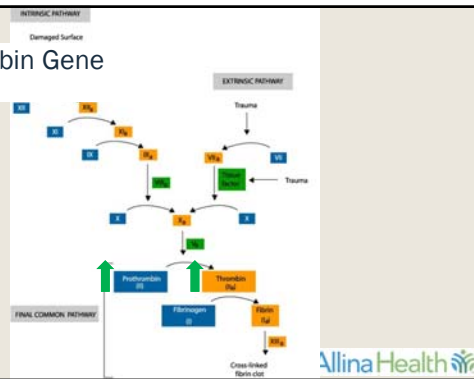 INTRINSIC PATHWAY
Damaged Surface
bin Gene
EXTRINSIC PATHWAY
Trauma
XII XIIa
XI XIa
IX IXa VIIa VII
VIIIa Tissue factor Trauma
X Xa X
Va
Prothrombin (II) Thrombin (IIa)
FINAL COMMON PATHWAY Fibrinogen (I) Fibrin (Ia)
XIIIa
Cross-linked
fibrin clot
Allina Health